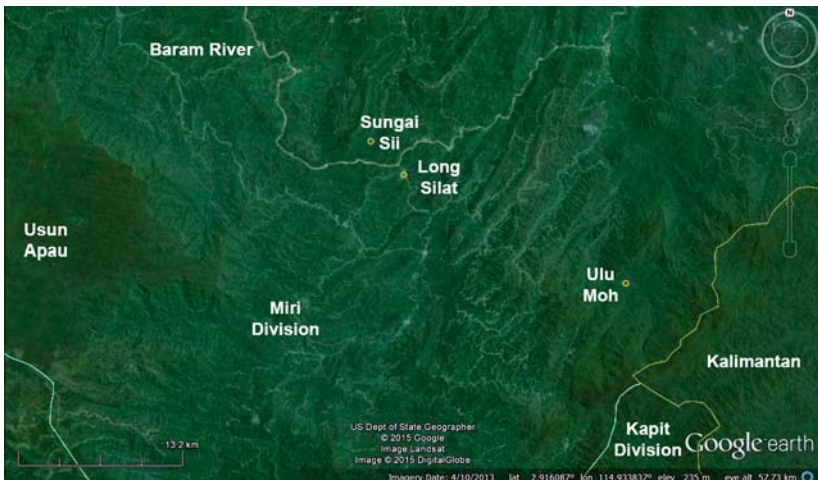 N
Baram River
Sungai
Sii
Long
Silat
Usun
Apau
Ulu
Moh
Miri
Division
Kalimantan
US Dept of State Geographer
© 2015 Google
Image Landsat
Image © 2015 DigitalGlobe
Kapit
Division
Google earth
13.2 km
Imagery Date: 4/10/2013 lat 2.916087° lon 114.933837° elev 235 m eye alt 57.73 km